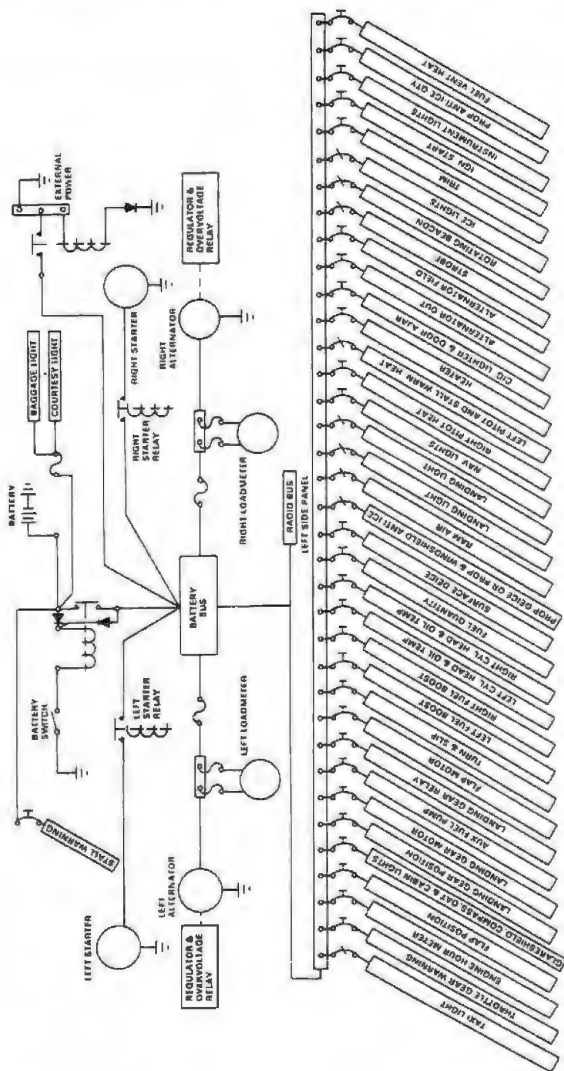 EXTERNAL
POWER
BAGGAGE LIGHT
COURTESY LIGHT
BATTERY
BATTERY
SWITCH
STALL WARNING
RIGHT STARTER
RIGHT
STARTER
RELAY
REGULATOR &
OVERVOLTAGE
RELAY
RIGHT
ALTERNATOR
RIGHT LOADMETER
BATTERY
BUS
LEFT
STARTER
RELAY
LEFT LOADMETER
LEFT STARTER
LEFT
ALTERNATOR
REGULATOR &
OVERVOLTAGE
RELAY
RADIO BUS
LEFT SIDE PANEL
FUEL VENT HEAT
PROP ANTI ICE QTY
INSTRUMENT LIGHTS
IGN START
TRIM
ICE LIGHTS
ROTATING BEACON
STROBE
ALTERNATOR FIELD
ALTERNATOR OUT
CIG LIGHTER & DOOR AJAR
HEATER
LEFT PITOT AND STALL WARN HEAT
RIGHT PITOT HEAT
NAV LIGHTS
LANDING LIGHT
LANDING LIGHT
RAM AIR
PROP DEICE OR PROP & WINDSHIELD ANTI ICE
SURFACE DEICE
FUEL QUANTITY
RIGHT CYL HEAD & OIL TEMP
LEFT CYL HEAD & OIL TEMP
RIGHT FUEL BOOST
LEFT FUEL BOOST
TURN & SLIP
FLAP MOTOR
LANDING GEAR RELAY
AUX FUEL PUMP
LANDING GEAR MOTOR
LANDING GEAR POSITION
GLARESHIELD COMPASS OAT & CABIN LIGHTS
FLAP POSITION
ENGINE HOUR METER
THROTTLE GEAR WARNING
TAXI LIGHT